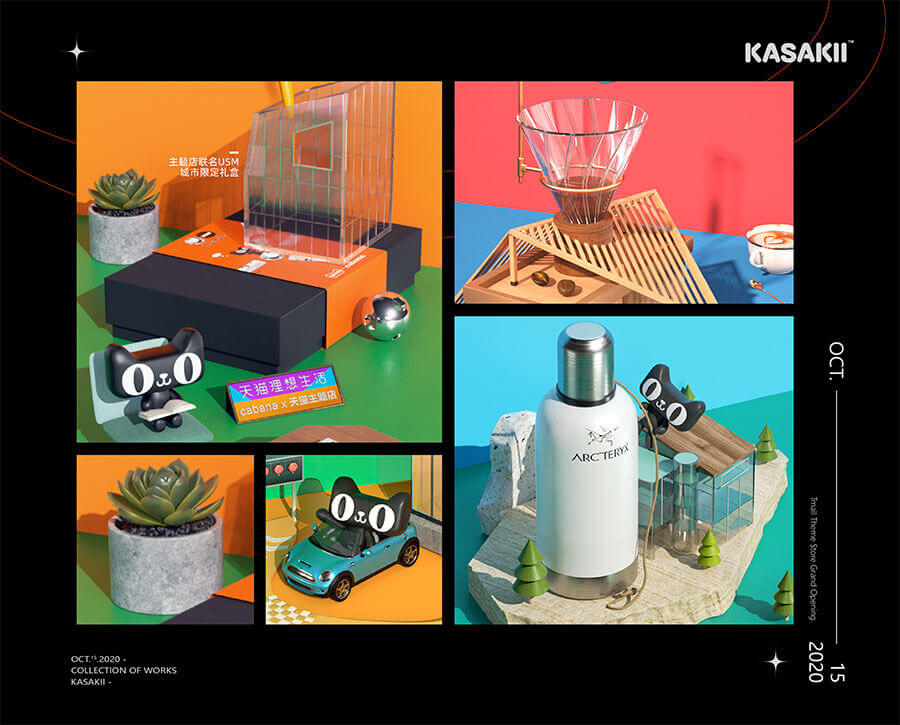 KASAKII™
主题店联名USM
城市限定礼盒
天猫理想生活
cabana x 天猫主题店
ARC'TERYX
OCT.
Tmall Theme Store Grand Opening.
15
2020
OCT.15.2020 -
COLLECTION OF WORKS
KASAKII -